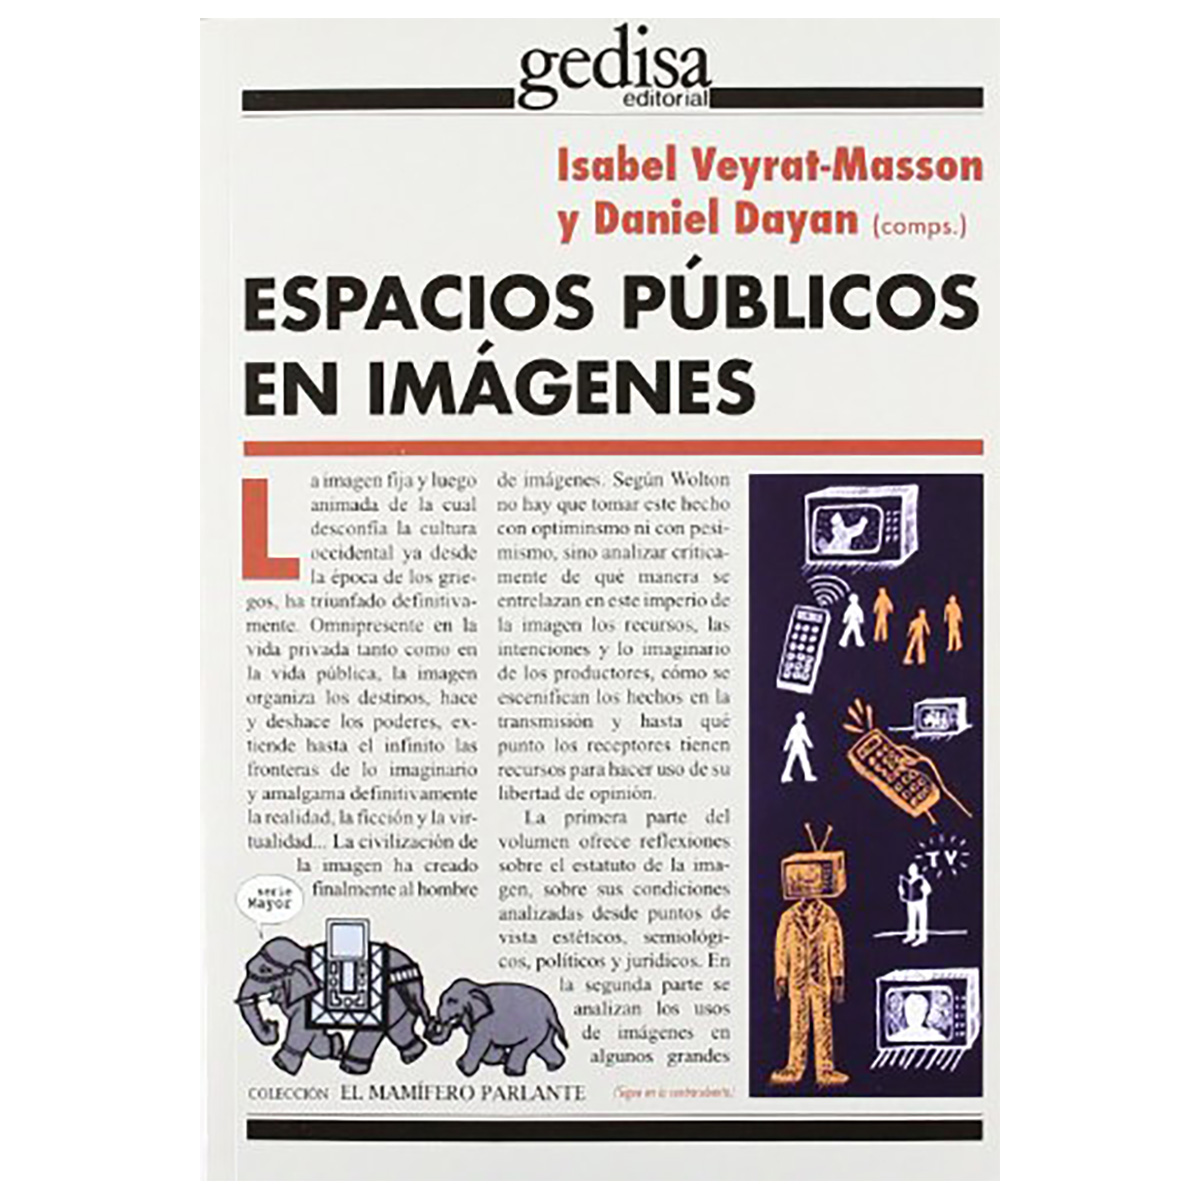 gedisa
editorial
Isabel Veyrat-Masson
y Daniel Dayan (comps.)
ESPACIOS PÚBLICOS
EN IMÁGENES
La imagen fija y luego
animada de la cual
desconfía la cultura
occidental ya desde
la época de los grie-
gos, ha triunfado definitiva-
mente. Omnipresente en la
vida privada tanto como en
la vida pública, la imagen
organiza los destinos, hace
y deshace los poderes, ex-
tiende hasta el infinito las
fronteras de lo imaginario
y amalgama definitivamente
la realidad, la ficción y la vir-
tualidad... La civilización de
la imagen ha creado
finalmente al hombre
de imágenes. Según Wolton
no hay que tomar este hecho
con optiminsmo ni con pesi-
mismo, sino analizar crítica-
mente de qué manera se
entrelazan en este imperio de
la imagen los recursos, las
intenciones y lo imaginario
de los productores, cómo se
escenifican los hechos en la
transmisión y hasta qué
punto los receptores tienen
recursos para hacer uso de su
libertad de opinión.
La primera parte del
volumen ofrece reflexiones
sobre el estatuto de la ima-
gen, sobre sus condiciones
analizadas desde puntos de
vista estéticos, semiológi-
cos, políticos y jurídicos. En
la segunda parte se
analizan los usos
de imágenes en
algunos grandes
(Sigue en la contracubierta)
TV
serie
Mayor
COLECCIÓN EL MAMÍFERO PARLANTE